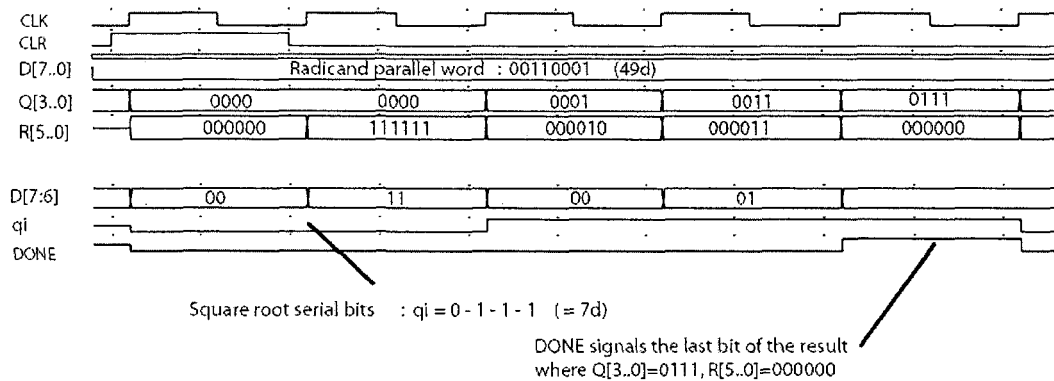 CLK
CLR
D[7..0] Radicand parallel word : 00110001 (49d)
Q[3..0] 0000 0000 0001 0011 0111
R[5..0] 000000 111111 000010 000011 000000
D[7:6] 00 11 00 01
qi
DONE
Square root serial bits : qi = 0 - 1 - 1 - 1 (= 7d)
DONE signals the last bit of the result
where Q[3..0]=0111, R[5..0]=000000